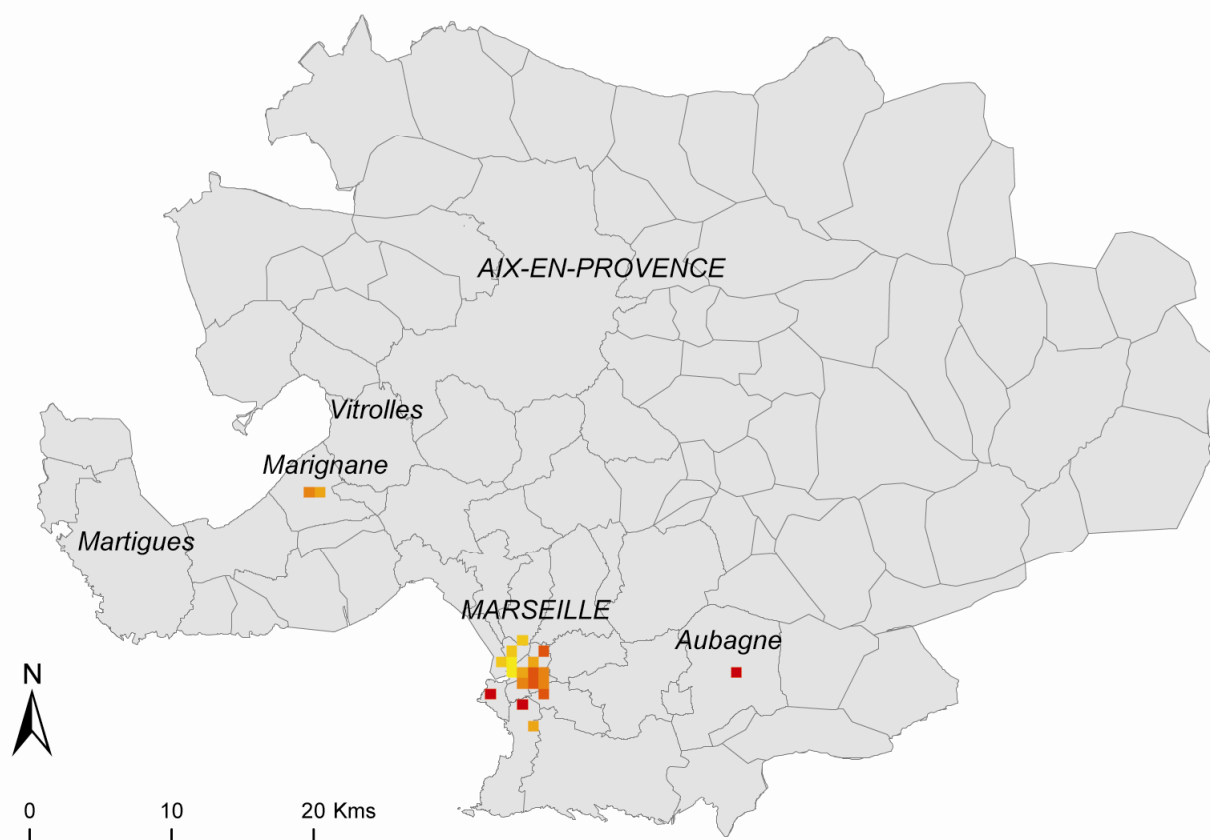 AIX-EN-PROVENCE
Vitrolles
Marignane
Martigues
MARSEILLE
Aubagne
N
0 10 20 Kms